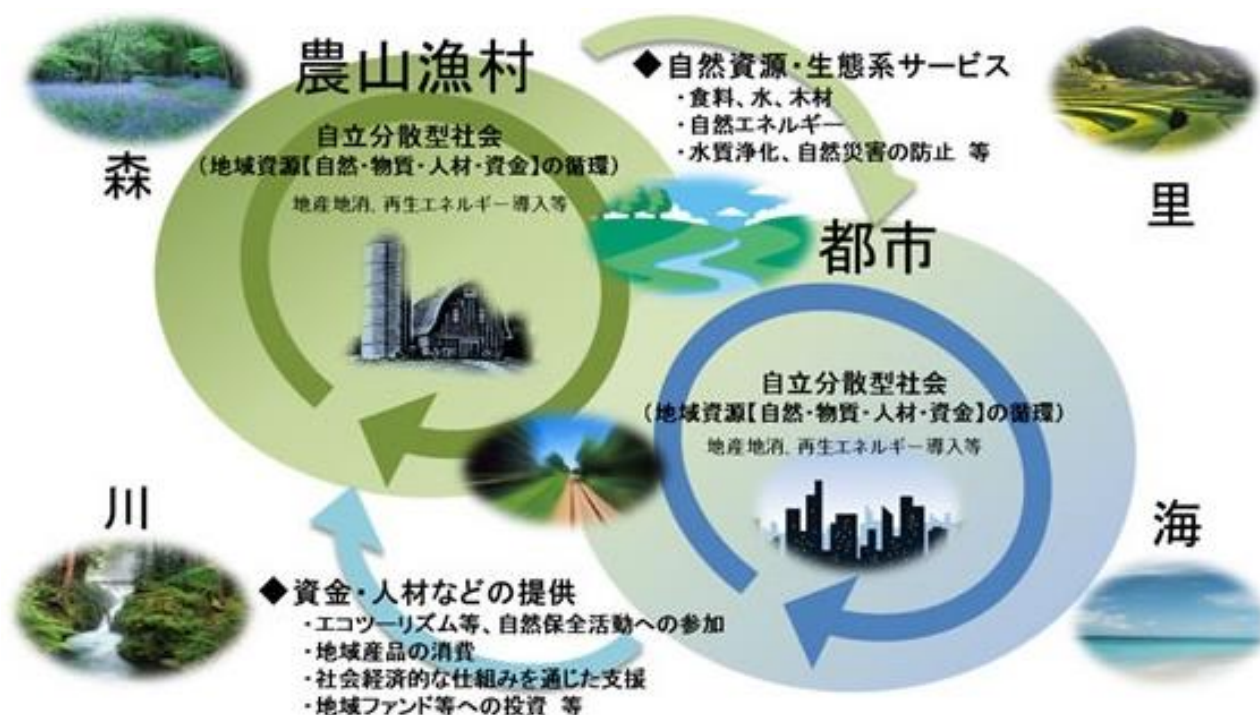 農山漁村
自立分散型社会
(地域資源【自然・物質・人材・資金】の循環)
地産地消、再生エネルギー導入等
森
◆自然資源・生態系サービス
・食料、水、木材
・自然エネルギー
・水質浄化、自然災害の防止 等
里
都市
自立分散型社会
(地域資源【自然・物質・人材・資金】の循環)
地産地消、再生エネルギー導入等
川
◆資金・人材などの提供
・エコツーリズム等、自然保全活動への参加
・地域産品の消費
・社会経済的な仕組みを通じた支援
・地域ファンド等への投資 等
海